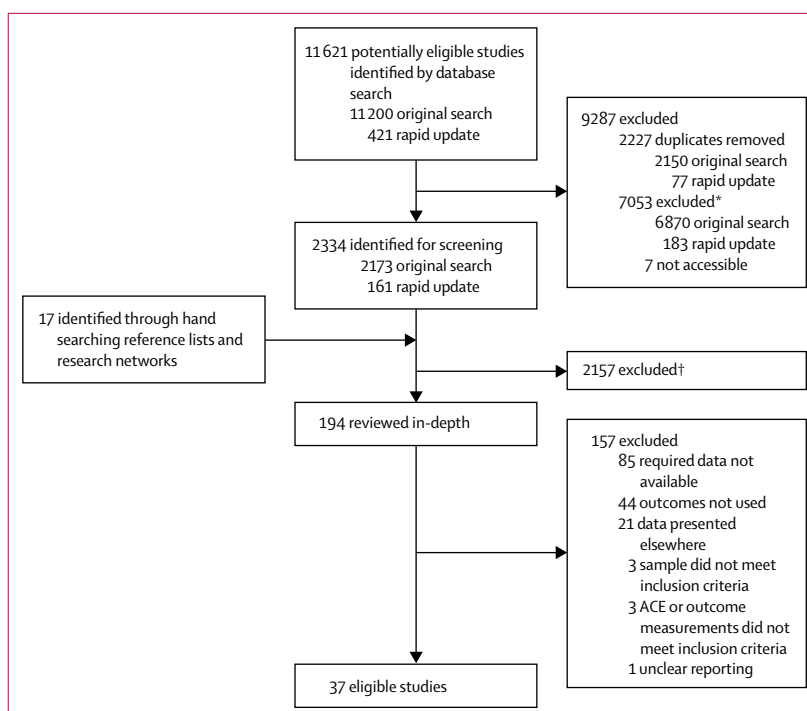 11 621 potentially eligible studies
identified by database
search
11 200 original search
421 rapid update
9287 excluded
2227 duplicates removed
2150 original search
77 rapid update
7053 excluded*
6870 original search
183 rapid update
7 not accessible
2334 identified for screening
2173 original search
161 rapid update
17 identified through hand
searching reference lists and
research networks
2157 excluded†
194 reviewed in-depth
157 excluded
85 required data not
available
44 outcomes not used
21 data presented
elsewhere
3 sample did not meet
inclusion criteria
3 ACE or outcome
measurements did not
meet inclusion criteria
1 unclear reporting
37 eligible studies